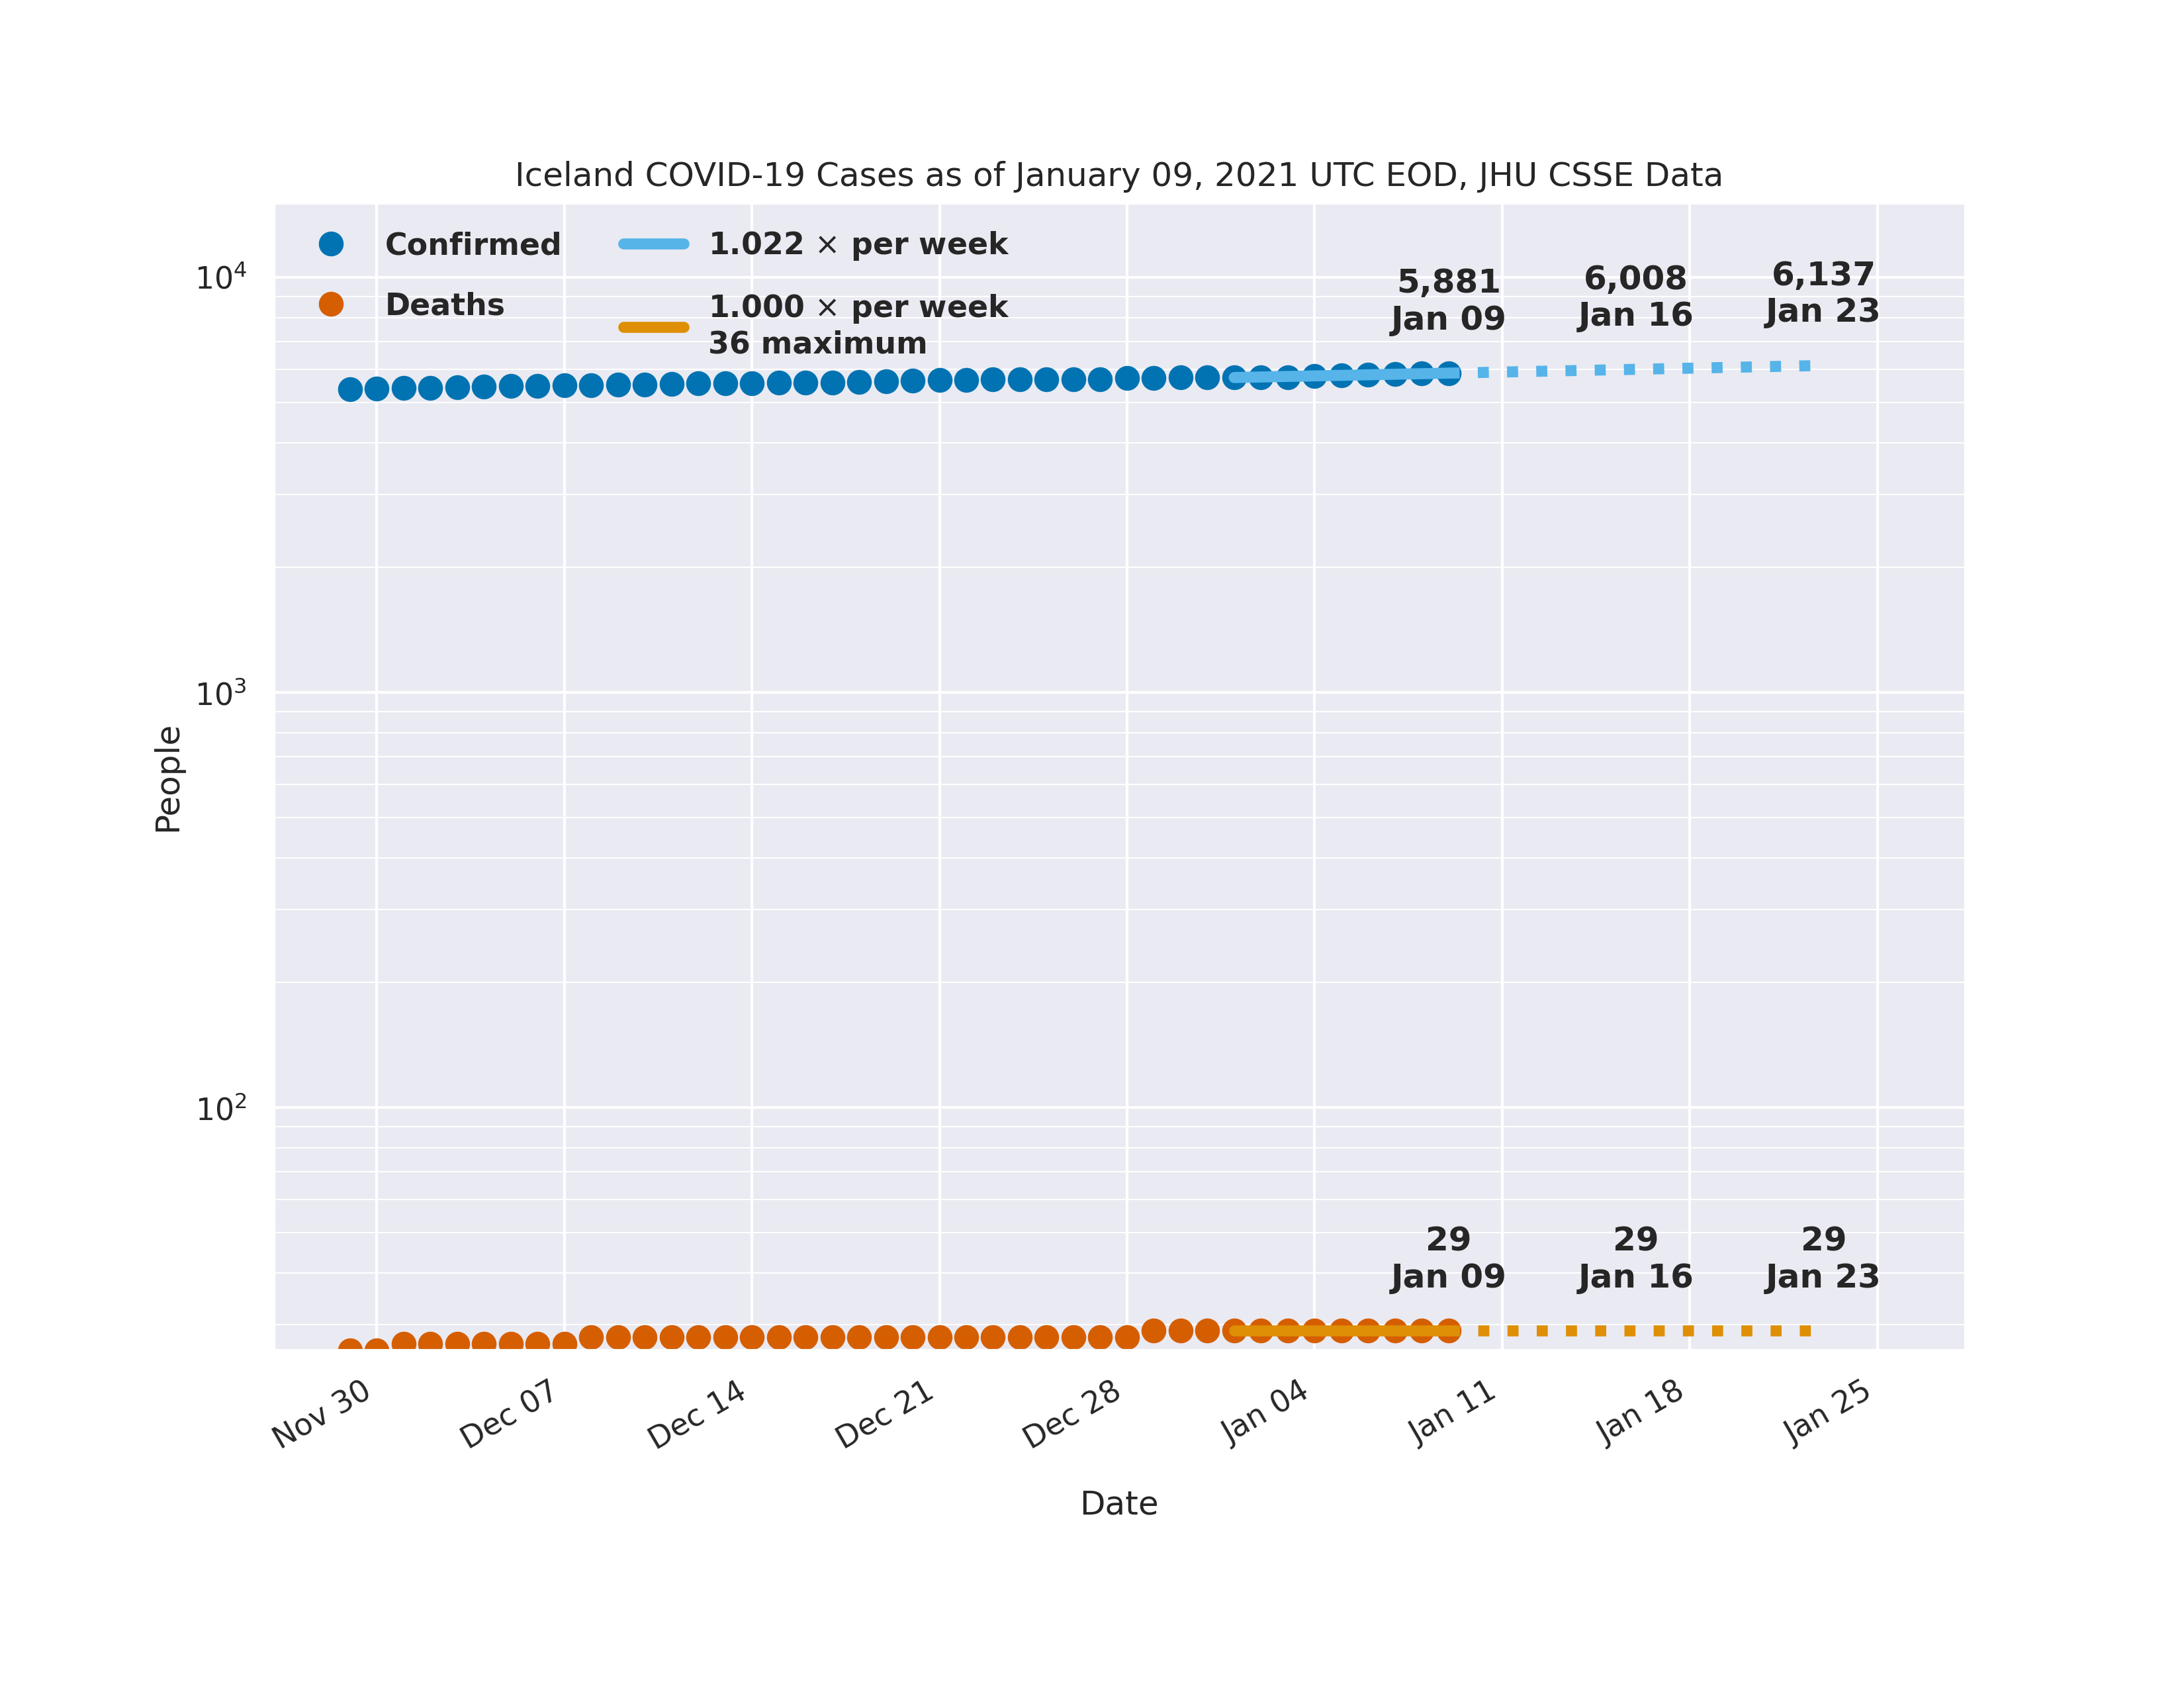 Iceland COVID-19 Cases as of January 09, 2021 UTC EOD, JHU CSSE Data
Confirmed
Deaths
1.022 × per week
1.000 × per week
36 maximum
5,881
Jan 09
6,008
Jan 16
6,137
Jan 23
29
Jan 09
29
Jan 16
29
Jan 23
10⁴
10³
10²
People
Nov 30
Dec 07
Dec 14
Dec 21
Dec 28
Jan 04
Jan 11
Jan 18
Jan 25
Date